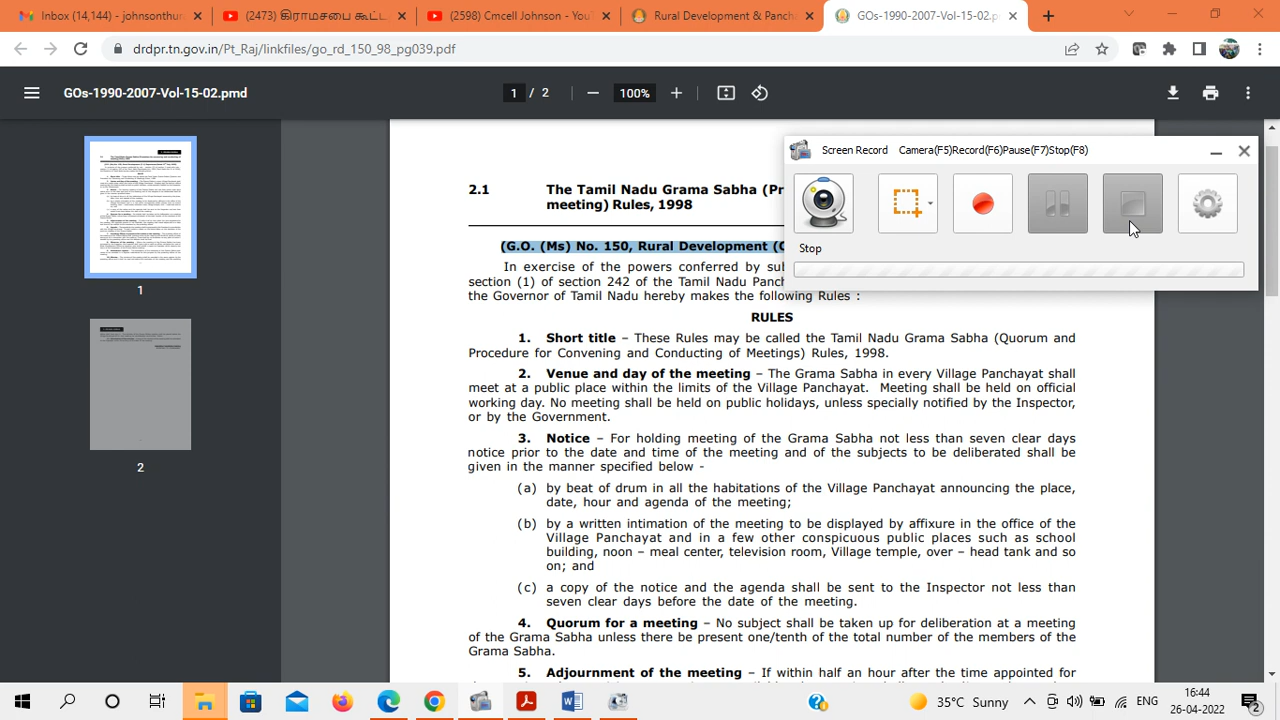 Inbox (14,144) - johnsonthur
(2473) கிராமசபை கூட்ட
(2598) Cmcell Johnson - You
Rural Development & Pancha
GOs-1990-2007-Vol-15-02.p
drdpr.tn.gov.in/Pt_Raj/linkfiles/go_rd_150_98_pg039.pdf
GOs-1990-2007-Vol-15-02.pmd
1 / 2
100%
Screen Record Camera(F5)Record(F6)Pause(F7)Stop(F8)
Stop
1
2
2.1 The Tamil Nadu Grama Sabha (Pr
meeting) Rules, 1998
(G.O. (Ms) No. 150, Rural Development (
In exercise of the powers conferred by sub
section (1) of section 242 of the Tamil Nadu Panch
the Governor of Tamil Nadu hereby makes the following Rules :
RULES
1. Short title – These Rules may be called the Tamil Nadu Grama Sabha (Quorum and
Procedure for Convening and Conducting of Meetings) Rules, 1998.
2. Venue and day of the meeting – The Grama Sabha in every Village Panchayat shall
meet at a public place within the limits of the Village Panchayat. Meeting shall be held on official
working day. No meeting shall be held on public holidays, unless specially notified by the Inspector,
or by the Government.
3. Notice – For holding meeting of the Grama Sabha not less than seven clear days
notice prior to the date and time of the meeting and of the subjects to be deliberated shall be
given in the manner specified below -
(a) by beat of drum in all the habitations of the Village Panchayat announcing the place,
date, hour and agenda of the meeting;
(b) by a written intimation of the meeting to be displayed by affixure in the office of the
Village Panchayat and in a few other conspicuous public places such as school
building, noon – meal center, television room, Village temple, over – head tank and so
on; and
(c) a copy of the notice and the agenda shall be sent to the Inspector not less than
seven clear days before the date of the meeting.
4. Quorum for a meeting – No subject shall be taken up for deliberation at a meeting
of the Grama Sabha unless there be present one/tenth of the total number of the members of the
Grama Sabha.
5. Adjournment of the meeting – If within half an hour after the time appointed for
35°C Sunny
ENG
16:44
26-04-2022
2